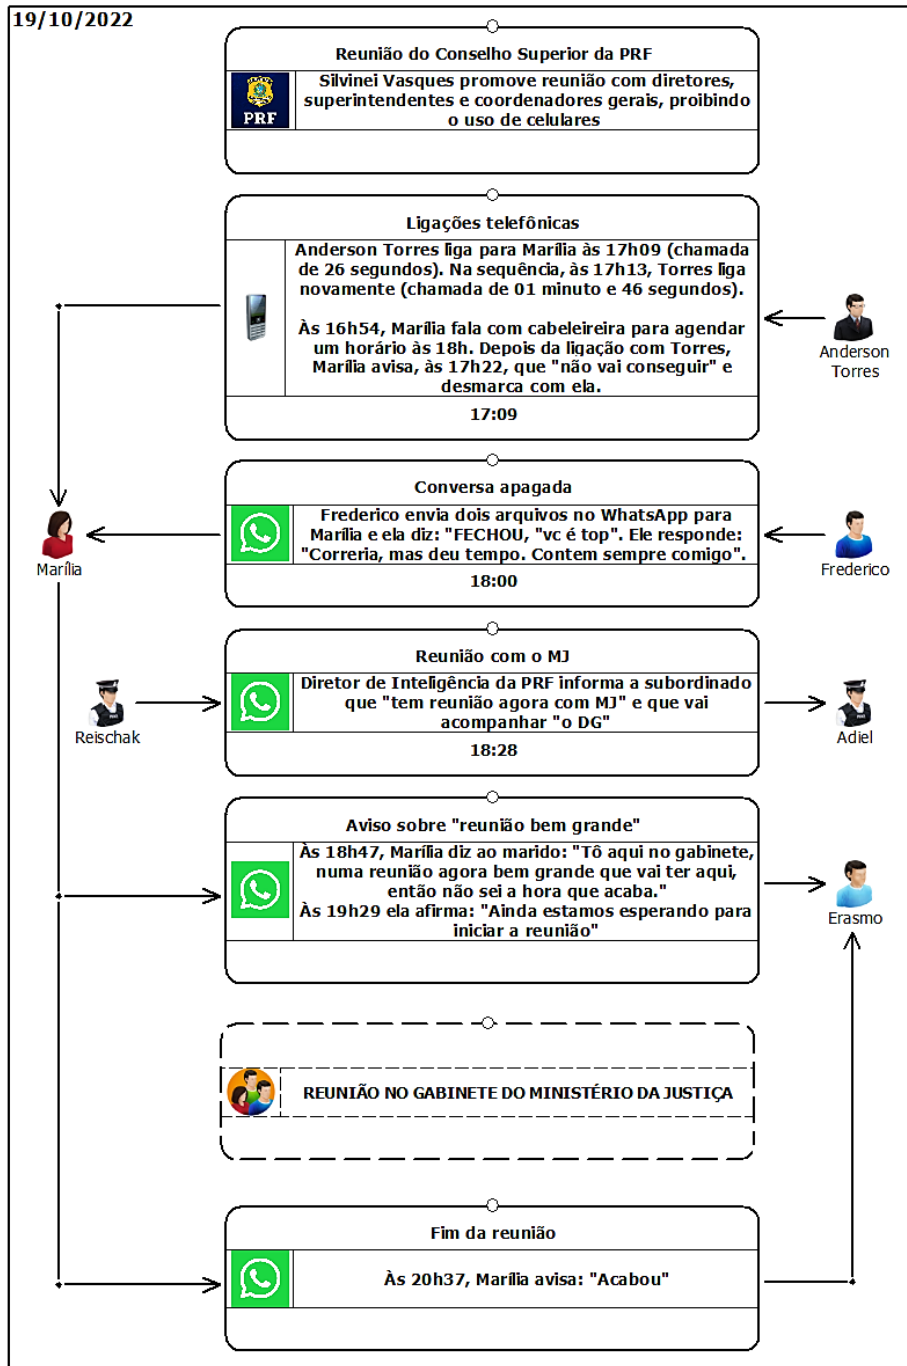 19/10/2022
Reunião do Conselho Superior da PRF
PRF
Silvinei Vasques promove reunião com diretores,
superintendentes e coordenadores gerais, proibindo
o uso de celulares
Ligações telefônicas
Anderson Torres liga para Marília às 17h09 (chamada
de 26 segundos). Na sequência, às 17h13, Torres liga
novamente (chamada de 01 minuto e 46 segundos).
Às 16h54, Marília fala com cabeleireira para agendar
um horário às 18h. Depois da ligação com Torres,
Marília avisa, às 17h22, que "não vai conseguir" e
desmarca com ela.
17:09
Anderson
Torres
Conversa apagada
Frederico envia dois arquivos no WhatsApp para
Marília e ela diz: "FECHOU, "vc é top". Ele responde:
"Correria, mas deu tempo. Contem sempre comigo".
18:00
Marília
Frederico
Reunião com o MJ
Diretor de Inteligência da PRF informa a subordinado
que "tem reunião agora com MJ" e que vai
acompanhar "o DG"
18:28
Reischak
Adiel
Aviso sobre "reunião bem grande"
Às 18h47, Marília diz ao marido: "Tô aqui no gabinete,
numa reunião agora bem grande que vai ter aqui,
então não sei a hora que acaba."
Às 19h29 ela afirma: "Ainda estamos esperando para
iniciar a reunião"
Erasmo
REUNIÃO NO GABINETE DO MINISTÉRIO DA JUSTIÇA
Fim da reunião
Às 20h37, Marília avisa: "Acabou"